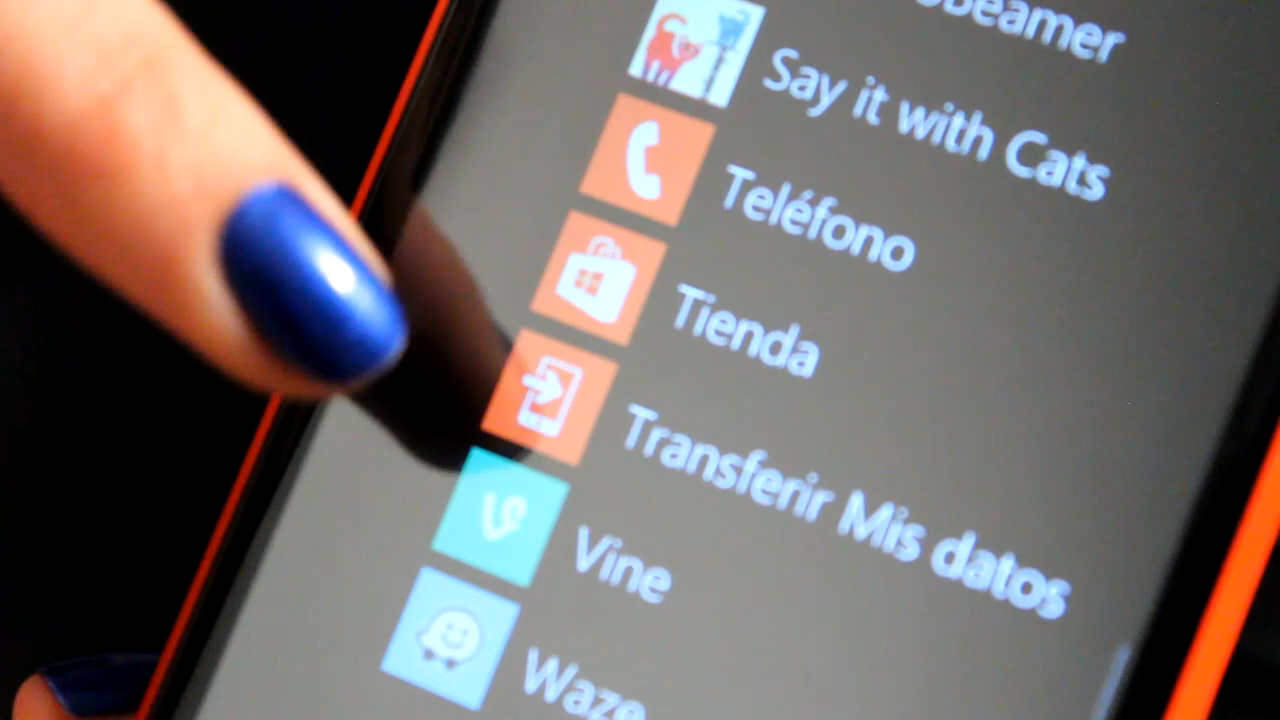 Say it with Cats
Teléfono
Tienda
Transferir Mis datos
Vine
Waze